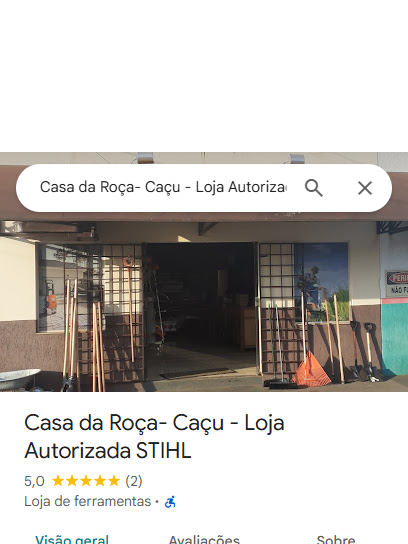 Casa da Roça- Caçu - Loja Autoriza
PERI
NÃO FU
Casa da Roça- Caçu - Loja
Autorizada STIHL
5,0 (2)
Loja de ferramentas ·
Visão geral Avaliações Sobre